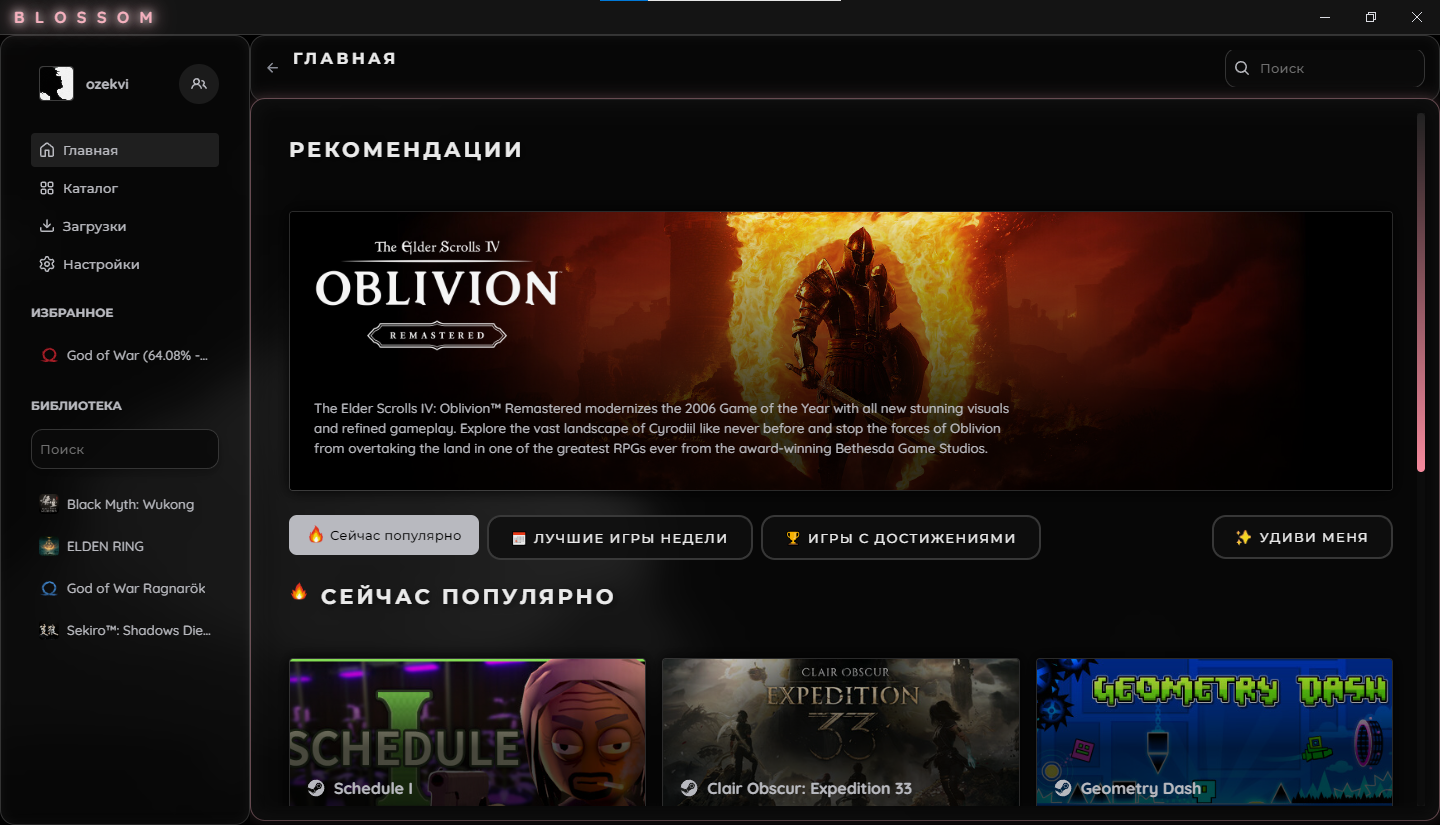 BLOSSOM
ozekvi
Главная
Каталог
Загрузки
Настройки
ИЗБРАННОЕ
God of War (64.08% -...
БИБЛИОТЕКА
Поиск
Black Myth: Wukong
ELDEN RING
God of War Ragnarök
Sekiro™: Shadows Die...
ГЛАВНАЯ
Поиск
РЕКОМЕНДАЦИИ
The Elder Scrolls IV
OBLIVION
REMASTERED
The Elder Scrolls IV: Oblivion™ Remastered modernizes the 2006 Game of the Year with all new stunning visuals
and refined gameplay. Explore the vast landscape of Cyrodiil like never before and stop the forces of Oblivion
from overtaking the land in one of the greatest RPGs ever from the award-winning Bethesda Game Studios.
Сейчас популярно
ЛУЧШИЕ ИГРЫ НЕДЕЛИ
ИГРЫ С ДОСТИЖЕНИЯМИ
УДИВИ МЕНЯ
СЕЙЧАС ПОПУЛЯРНО
SCHEDULE I
Schedule I
CLAIR OBSCUR
EXPEDITION
33
Clair Obscur: Expedition 33
GEOMETRY DASH
Geometry Dash